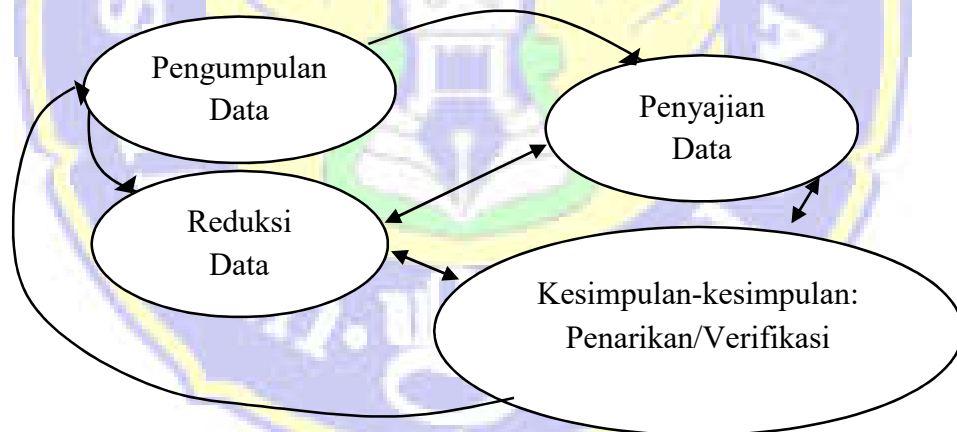 Pengumpulan
Data
Penyajian
Data
Reduksi
Data
Kesimpulan-kesimpulan:
Penarikan/Verifikasi